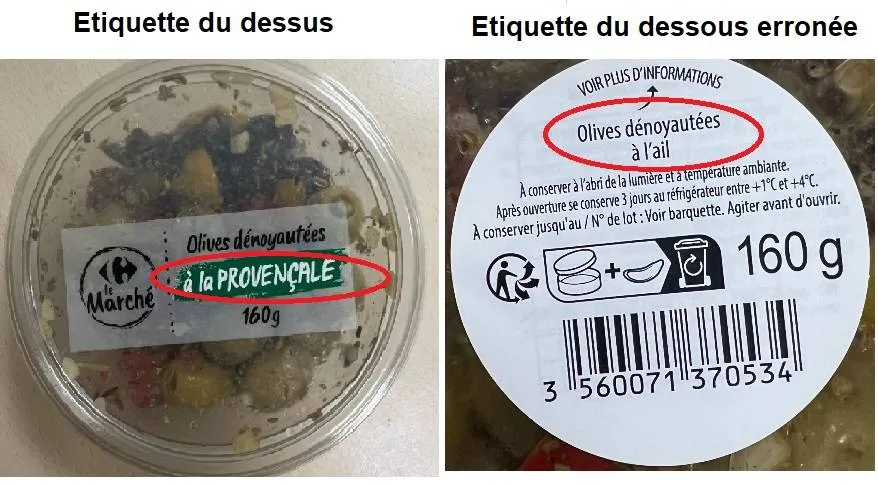 Etiquette du dessus
Etiquette du dessous erronée
le
Marché
Olives dénoyautées
à la PROVENÇALE
160g
VOIR PLUS D'INFORMATIONS
Olives dénoyautées
à l'ail
À conserver à l'abri de la lumière et à température ambiante.
Après ouverture se conserve 3 jours au réfrigérateur entre +1°C et +4°C.
À conserver jusqu'au / N° de lot : Voir barquette. Agiter avant d'ouvrir.
+
160 g
3 560071 370534